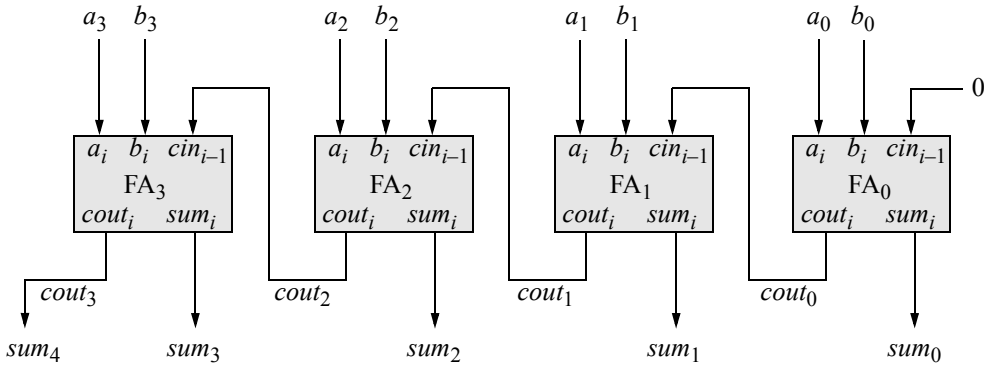 a₃ b₃ a₂ b₂ a₁ b₁ a₀ b₀
0
aᵢ bᵢ cinᵢ₋₁ aᵢ bᵢ cinᵢ₋₁ aᵢ bᵢ cinᵢ₋₁ aᵢ bᵢ cinᵢ₋₁
FA₃ FA₂ FA₁ FA₀
coutᵢ sumᵢ coutᵢ sumᵢ coutᵢ sumᵢ coutᵢ sumᵢ
cout₃ cout₂ cout₁ cout₀
sum₄ sum₃ sum₂ sum₁ sum₀